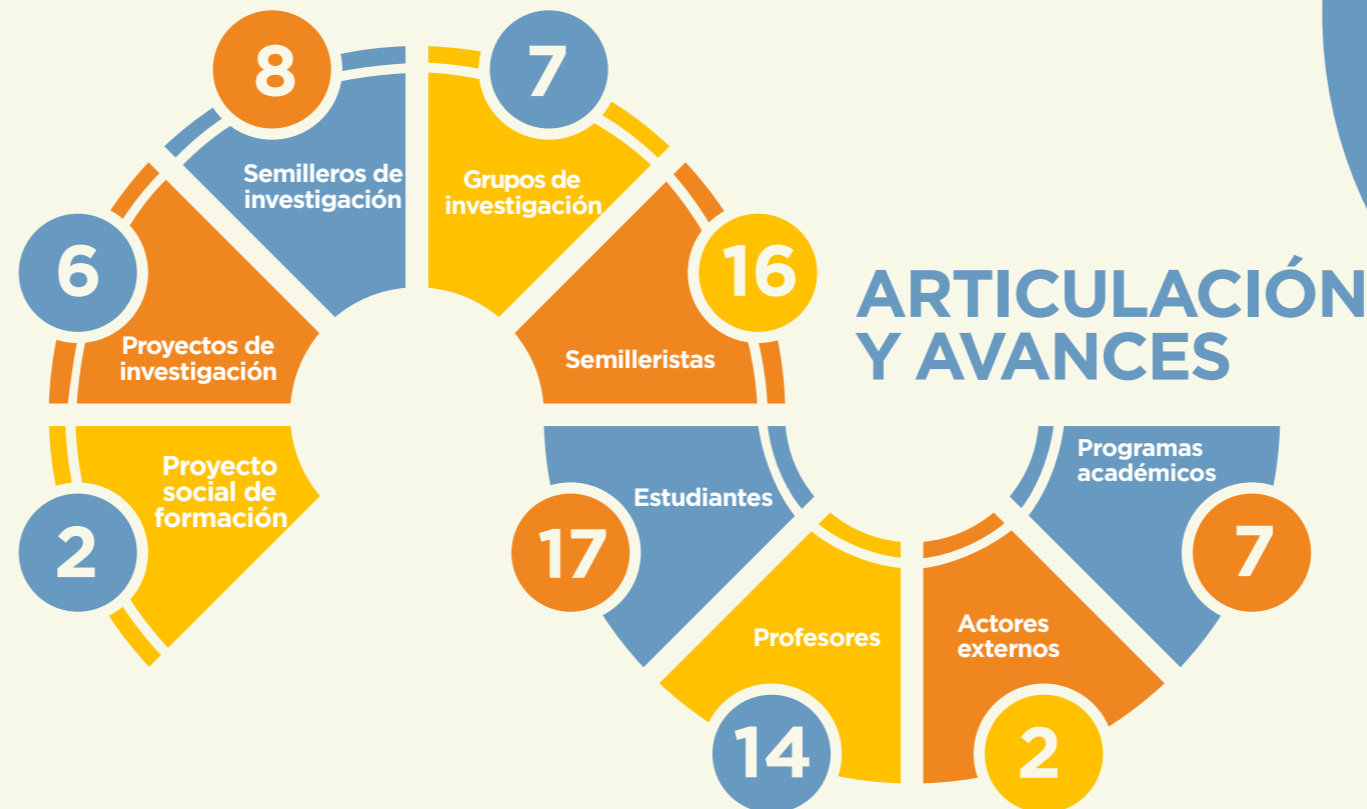 ARTICULACIÓN
Y AVANCES
2
Proyecto
social de
formación
6
Proyectos de
investigación
8
Semilleros de
investigación
7
Grupos de
investigación
16
Semilleristas
17
Estudiantes
14
Profesores
2
Actores
externos
7
Programas
académicos